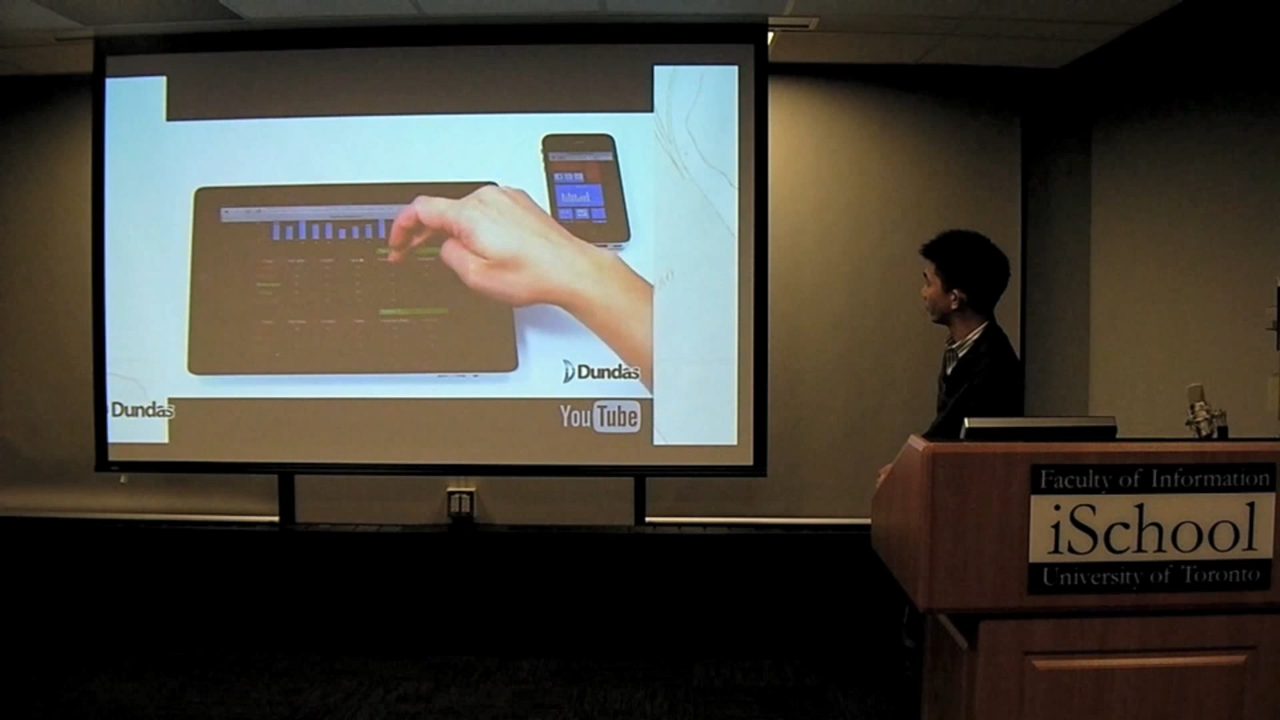 Dundas
Dundas
YouTube
Faculty of Information
iSchool
University of Toronto